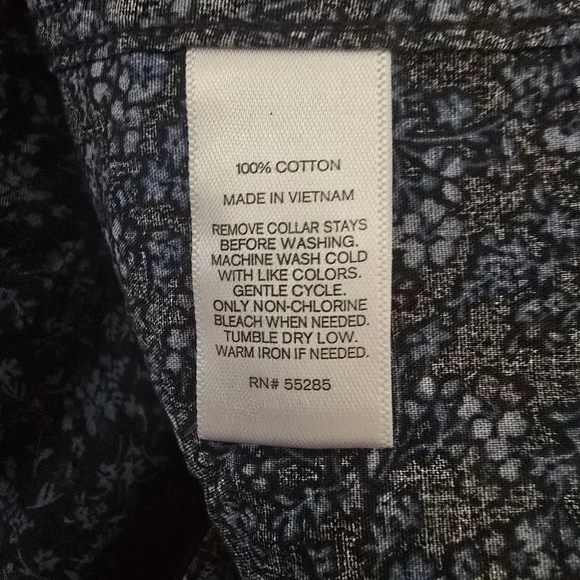 100% COTTON
MADE IN VIETNAM
REMOVE COLLAR STAYS
BEFORE WASHING.
MACHINE WASH COLD
WITH LIKE COLORS.
GENTLE CYCLE.
ONLY NON-CHLORINE
BLEACH WHEN NEEDED.
TUMBLE DRY LOW.
WARM IRON IF NEEDED.
RN# 55285